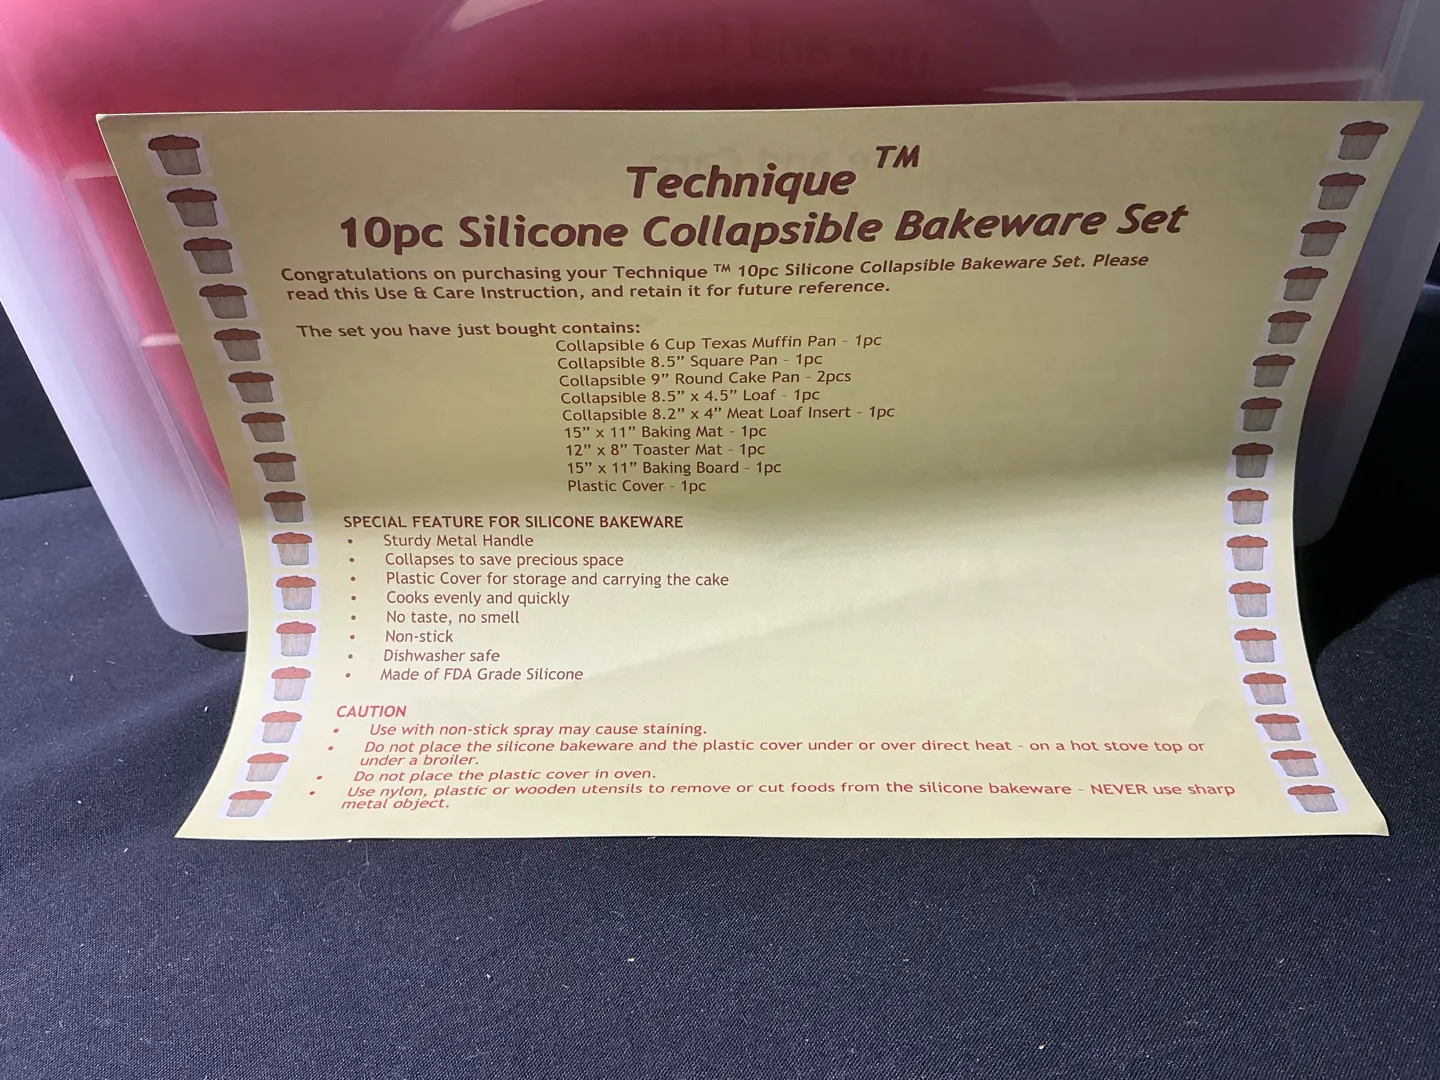 Technique ™
10pc Silicone Collapsible Bakeware Set
Congratulations on purchasing your Technique ™ 10pc Silicone Collapsible Bakeware Set. Please
read this Use & Care Instruction, and retain it for future reference.
The set you have just bought contains:
Collapsible 6 Cup Texas Muffin Pan - 1pc
Collapsible 8.5” Square Pan - 1pc
Collapsible 9” Round Cake Pan - 2pcs
Collapsible 8.5” x 4.5” Loaf - 1pc
Collapsible 8.2” x 4” Meat Loaf Insert - 1pc
15” x 11” Baking Mat - 1pc
12” x 8” Toaster Mat - 1pc
15” x 11” Baking Board - 1pc
Plastic Cover - 1pc
SPECIAL FEATURE FOR SILICONE BAKEWARE
• Sturdy Metal Handle
• Collapses to save precious space
• Plastic Cover for storage and carrying the cake
• Cooks evenly and quickly
• No taste, no smell
• Non-stick
• Dishwasher safe
• Made of FDA Grade Silicone
CAUTION
• Use with non-stick spray may cause staining.
• Do not place the silicone bakeware and the plastic cover under or over direct heat - on a hot stove top or
under a broiler.
• Do not place the plastic cover in oven.
• Use nylon, plastic or wooden utensils to remove or cut foods from the silicone bakeware - NEVER use sharp
metal object.